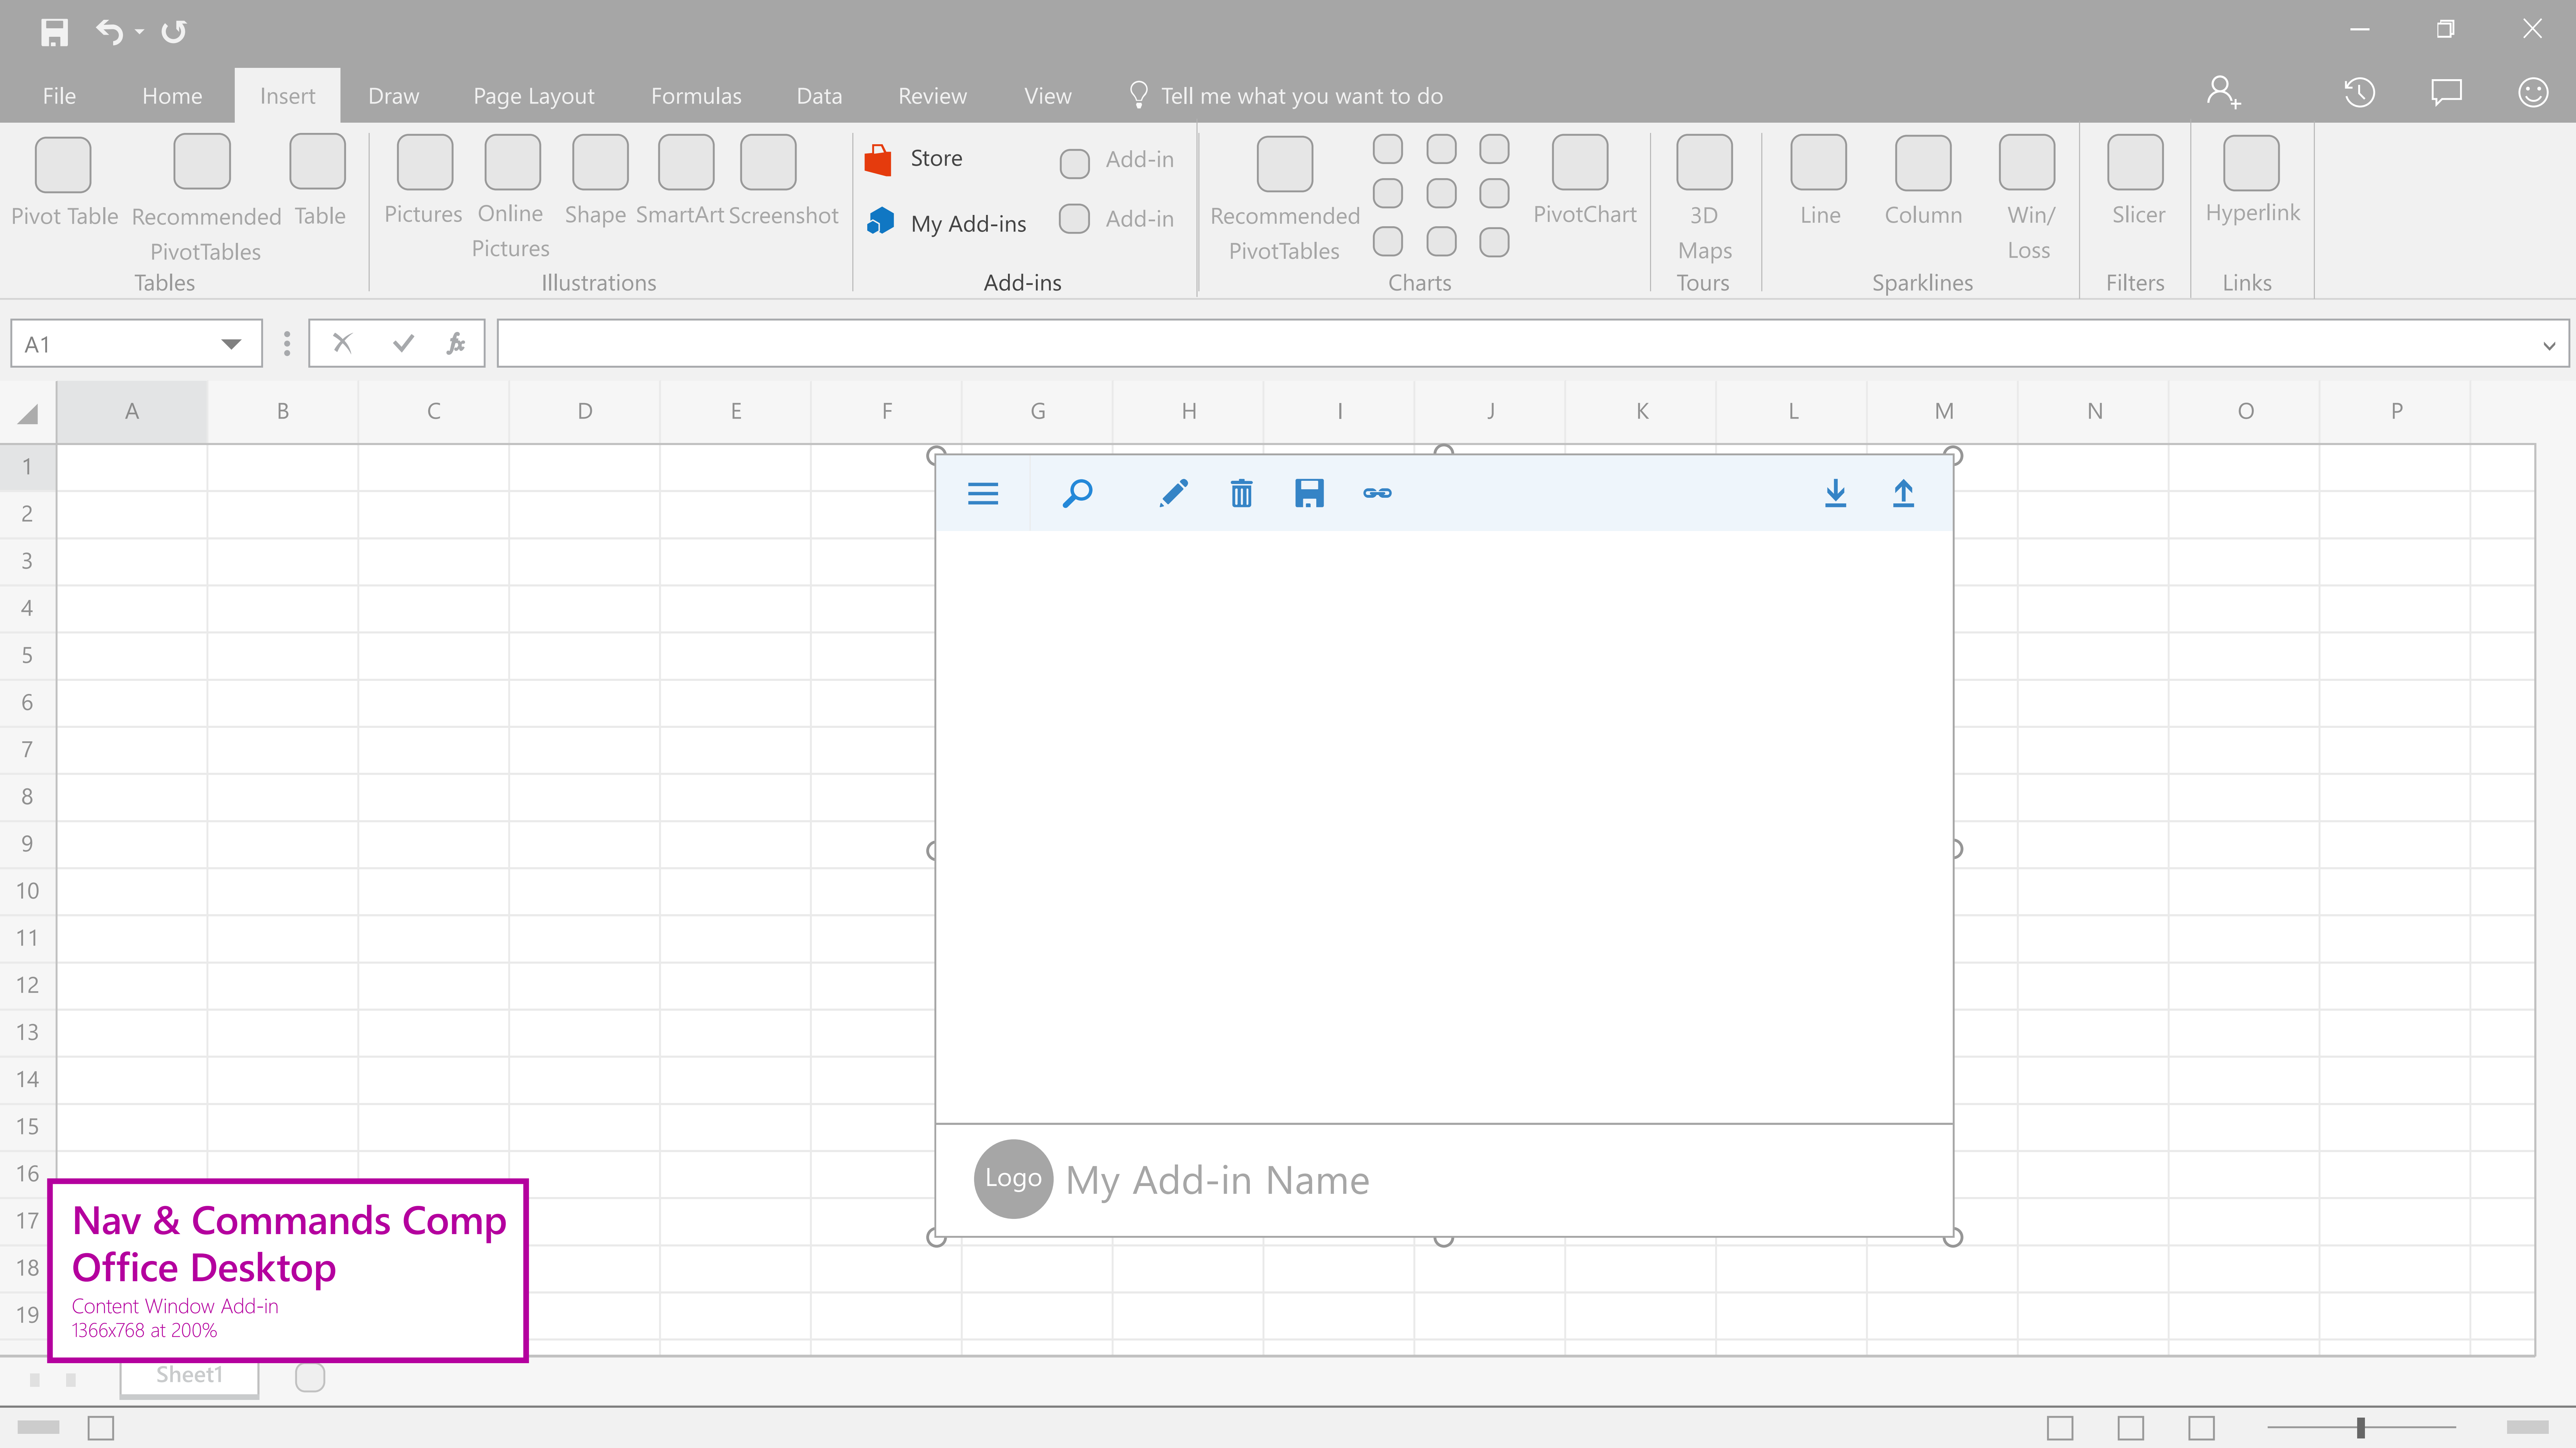 File Home Insert Draw Page Layout Formulas Data Review View Tell me what you want to do
Store Add-in
Pivot Table Recommended PivotTables Table Pictures Online Pictures Shape SmartArt Screenshot My Add-ins Add-in Recommended PivotTables PivotChart 3D Maps Line Column Win/ Loss Slicer Hyperlink
Tables Illustrations Add-ins Charts Tours Sparklines Filters Links
A1 fx
A B C D E F G H I J K L M N O P
1
2
3
4
5
6
7
8
9
10
11
12
13
14
15
16
17
18
19
Logo My Add-in Name
Nav & Commands Comp
Office Desktop
Content Window Add-in
1366x768 at 200%
Sheet1